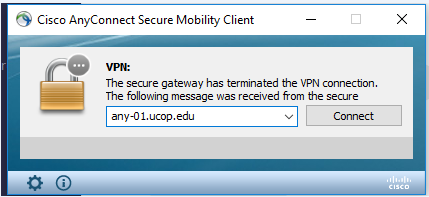 Cisco AnyConnect Secure Mobility Client
VPN:
The secure gateway has terminated the VPN connection.
The following message was received from the secure
any-01.ucop.edu
Connect
cisco